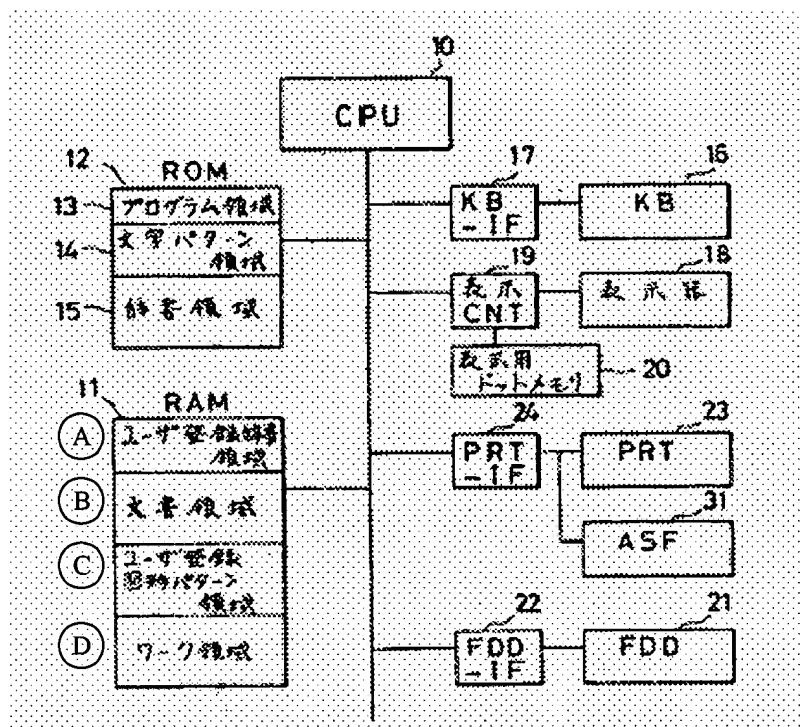 10
CPU
12
ROM
13
プログラム領域
14
文字パターン
領域
15
辞書領域
11
RAM
A
ユーザ登録辞書
領域
B
文書領域
C
ユーザ登録
図形パターン
領域
D
ワーク領域
17
KB
-IF
16
KB
19
表示
CNT
18
表示
表示用
ドットメモリ
20
24
PRT
-IF
23
PRT
31
ASF
22
FDD
-IF
21
FDD